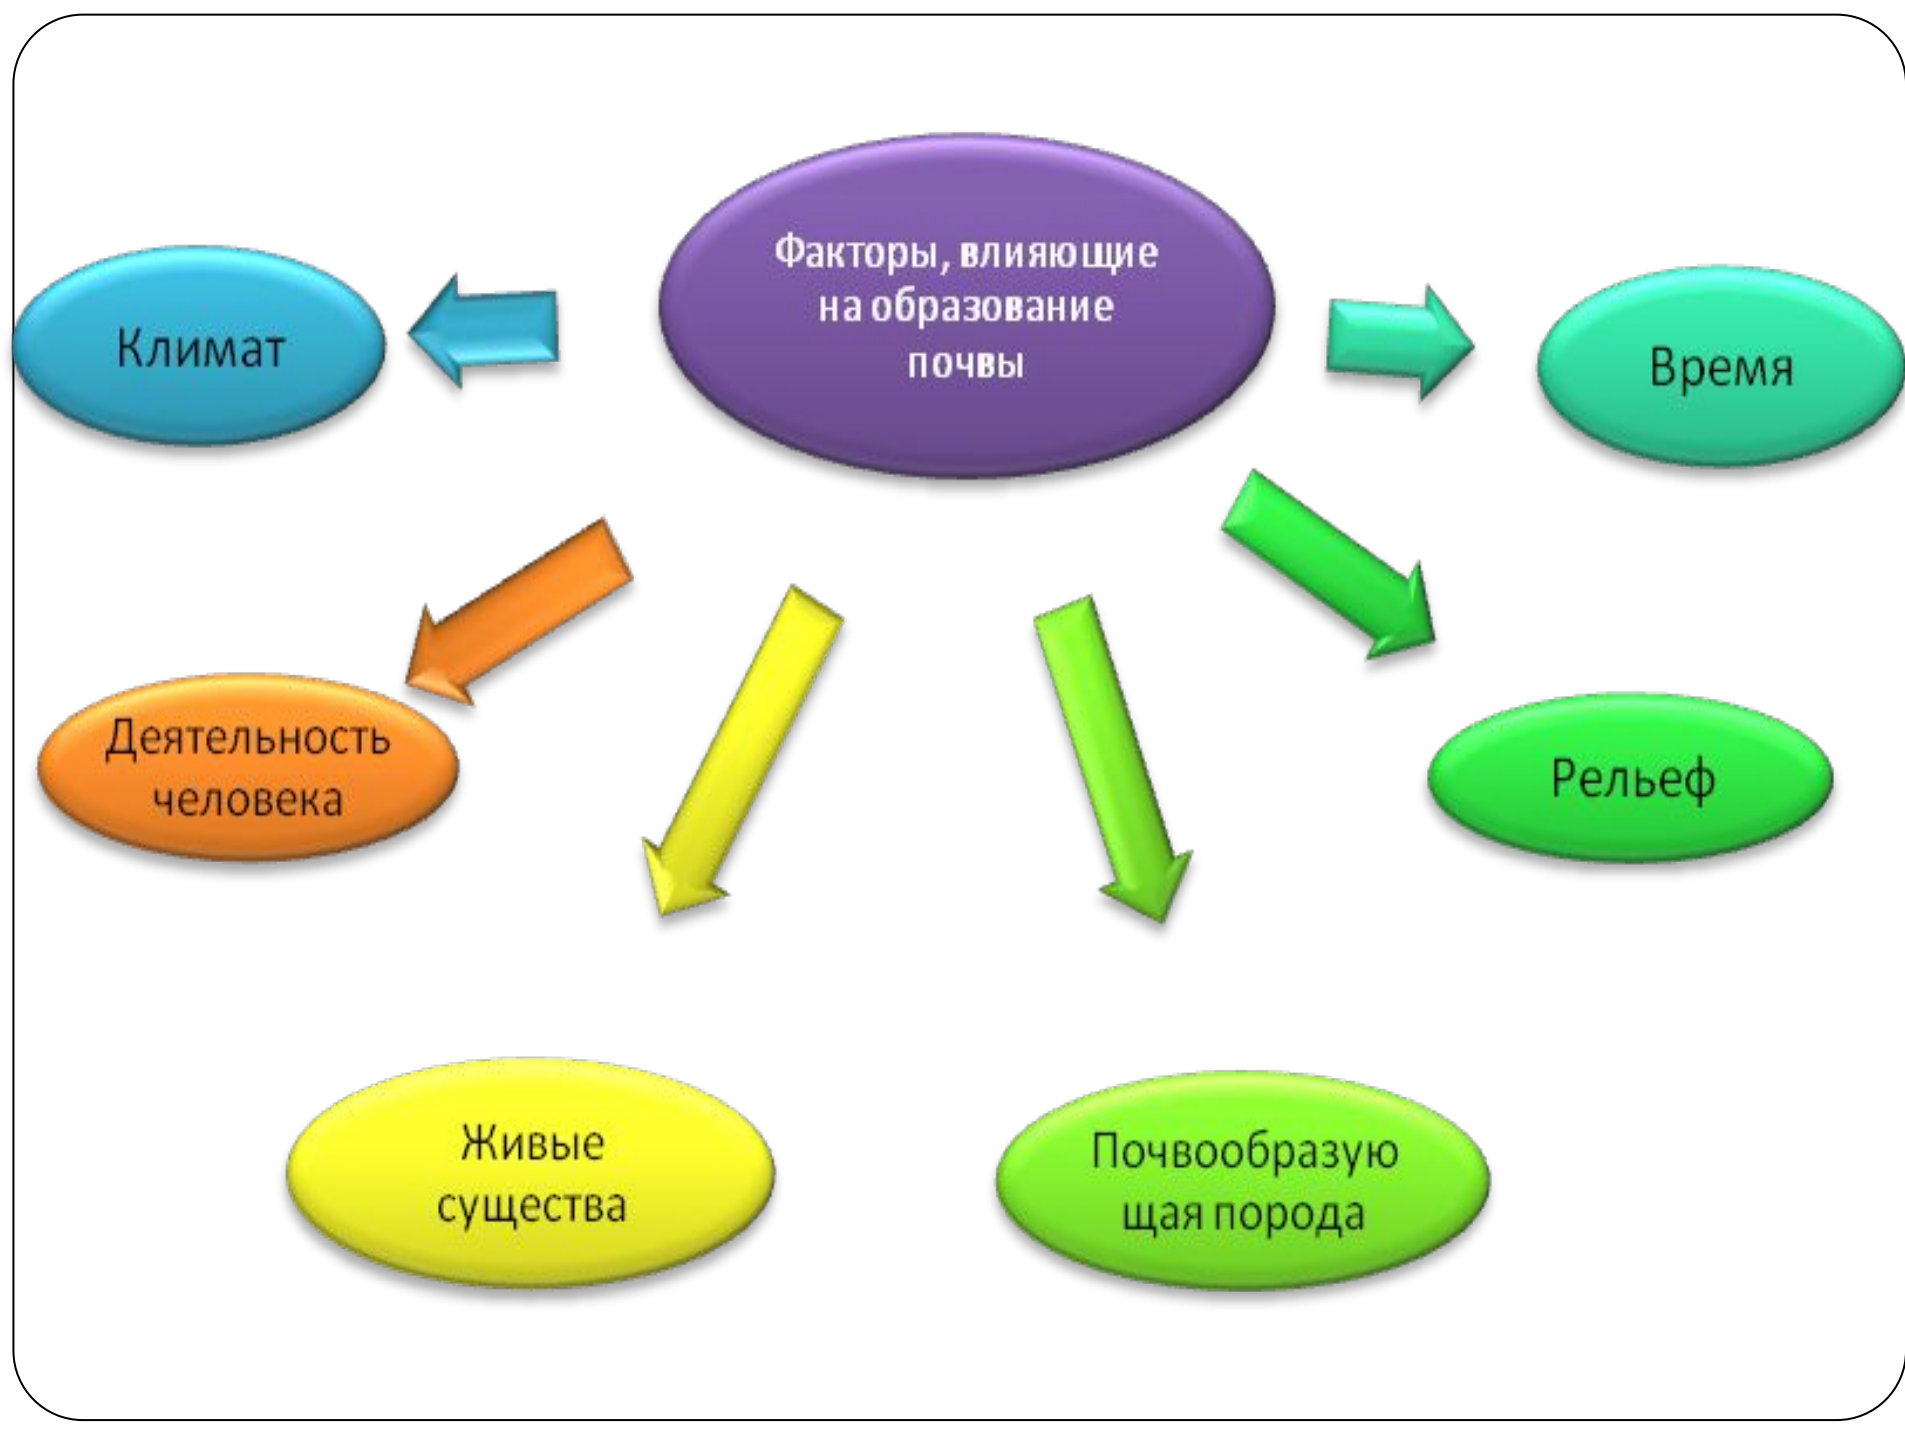 Факторы, влияющие
на образование
почвы
Климат
Время
Деятельность
человека
Рельеф
Живые
существа
Почвообразую
щая порода